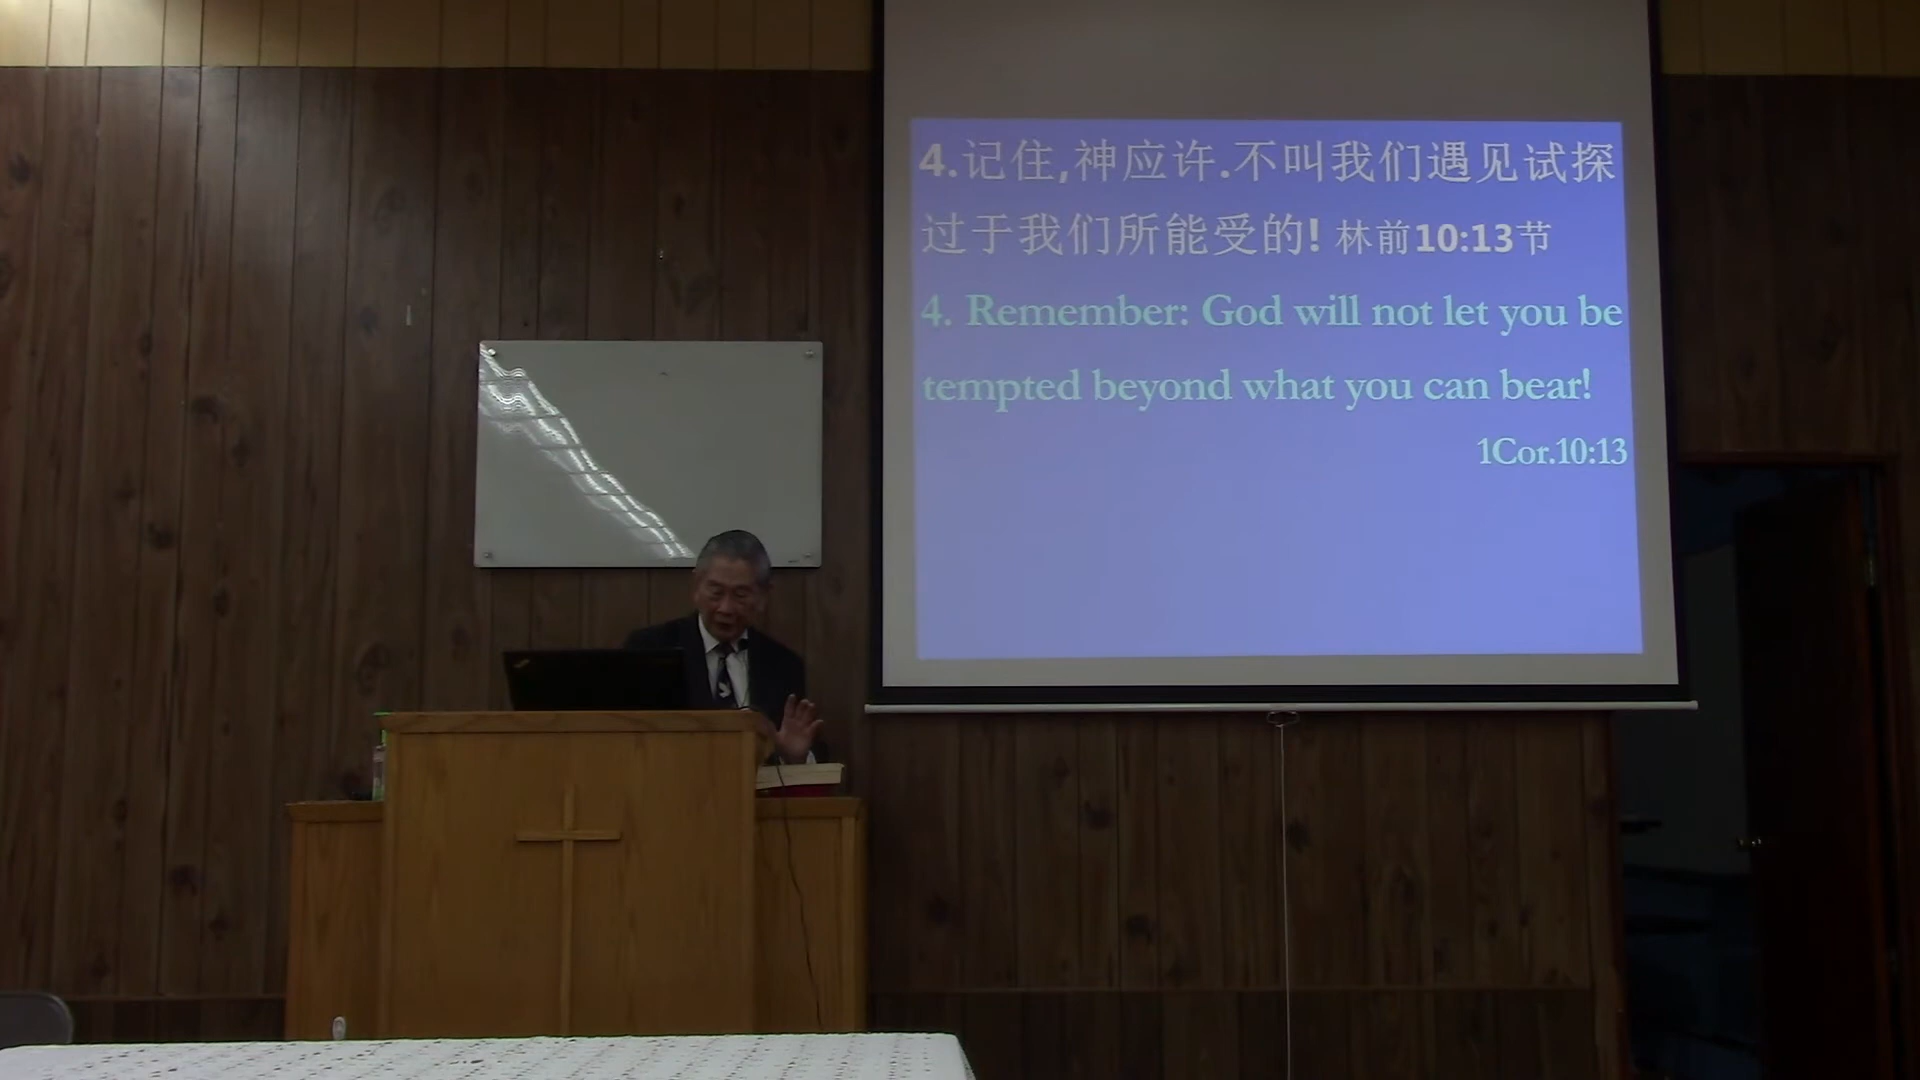 4.记住,神应许.不叫我们遇见试探
过于我们所能受的! 林前10:13节
4. Remember: God will not let you be
tempted beyond what you can bear!
1Cor.10:13